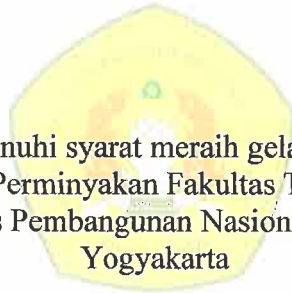 nuhi syarat meraih gela
Perminyakan Fakultas T
s Pembangunan Nasion
Yogyakarta